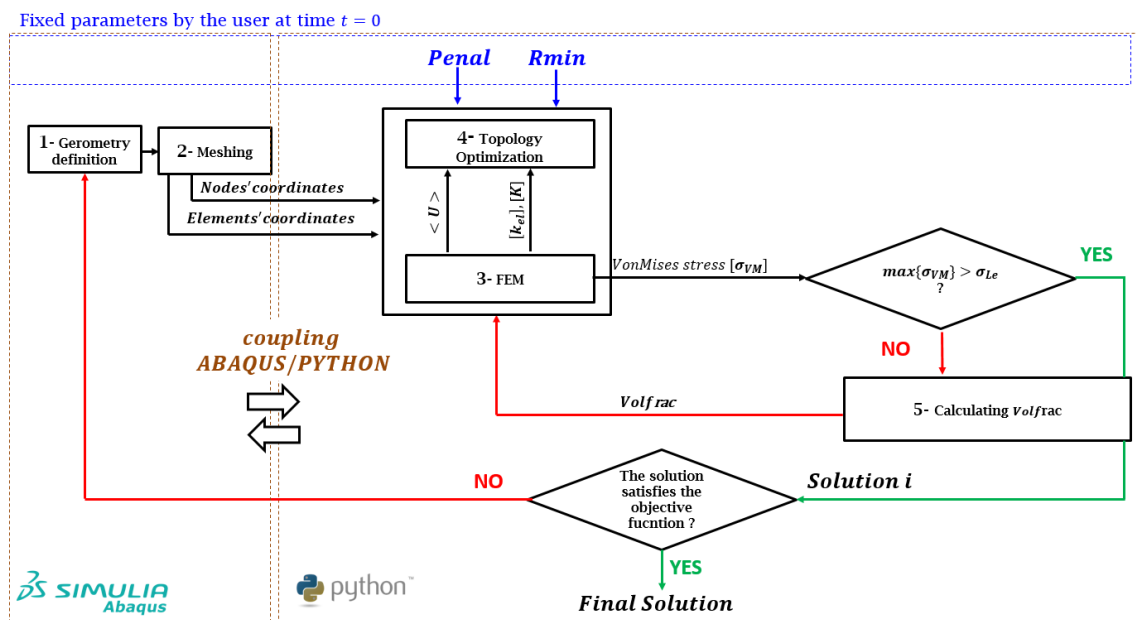 Fixed parameters by the user at time t = 0
Penal
Rmin
1- Gerometry
definition
2- Meshing
4- Topology
Optimization
Nodes'coordinates
Elements'coordinates
< U >
[k_el], [K]
3- FEM
VonMises stress [σ_VM]
max{σ_VM} > σ_Le
?
YES
NO
coupling
ABAQUS/PYTHON
Volfrac
5- Calculating Volfrac
NO
The solution
satisfies the
objective
fucntion ?
Solution i
YES
Final Solution
3DS SIMULIA
Abaqus
python™